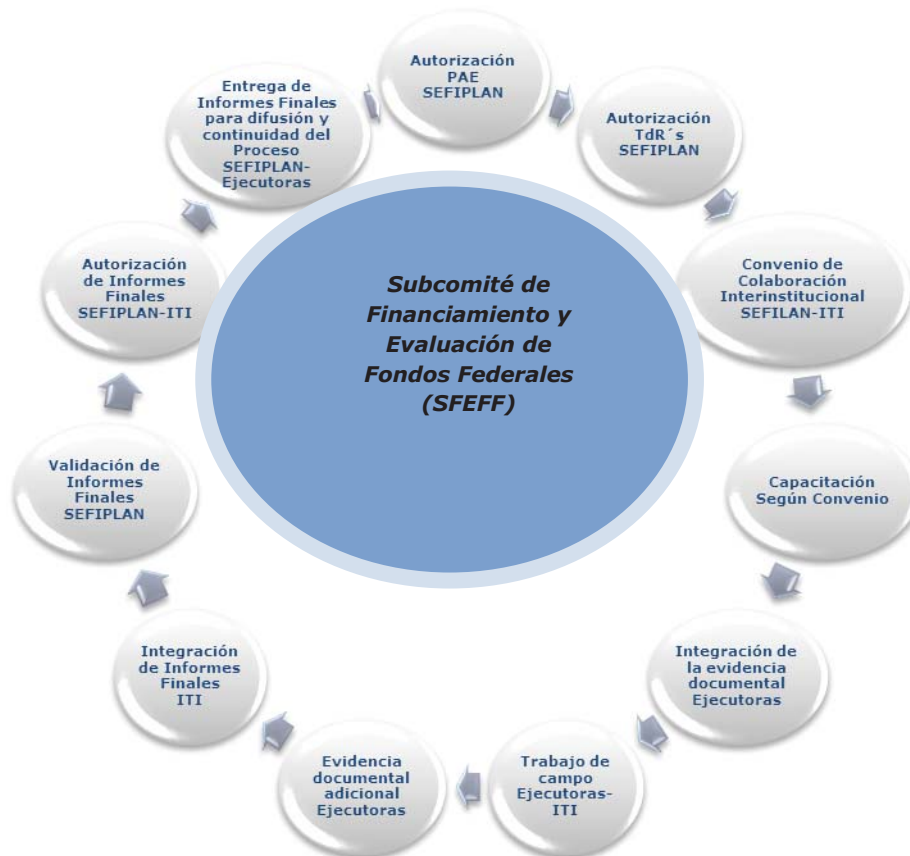 Autorización
PAE
SEFIPLAN
Autorización
TdR´s
SEFIPLAN
Convenio de
Colaboración
Interinstitucional
SEFILAN-ITI
Capacitación
Según Convenio
Integración de
la evidencia
documental
Ejecutoras
Trabajo de
campo
Ejecutoras-
ITI
Evidencia
documental
adicional
Ejecutoras
Integración
de Informes
Finales
ITI
Validación de
Informes
Finales
SEFIPLAN
Autorización
de Informes
Finales
SEFIPLAN-ITI
Entrega de
Informes Finales
para difusión y
continuidad del
Proceso
SEFIPLAN-
Ejecutoras
Subcomité de
Financiamiento y
Evaluación de
Fondos Federales
(SFEFF)